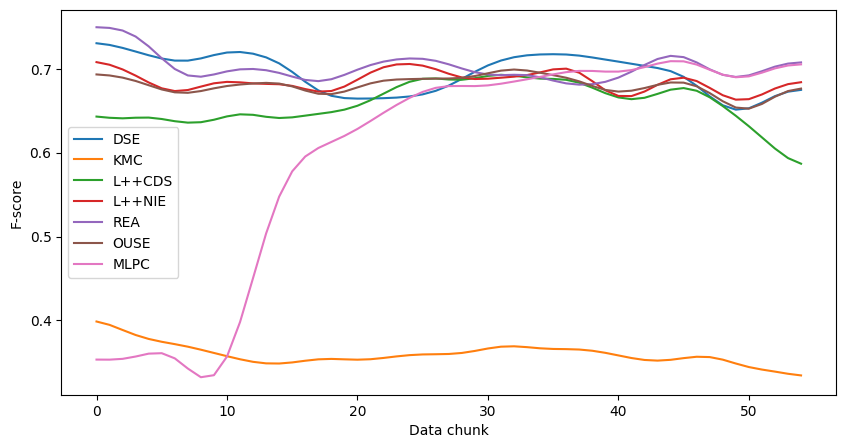 0.7
0.6
0.5
0.4
F-score
DSE
KMC
L++CDS
L++NIE
REA
OUSE
MLPC
0 10 20 30 40 50
Data chunk